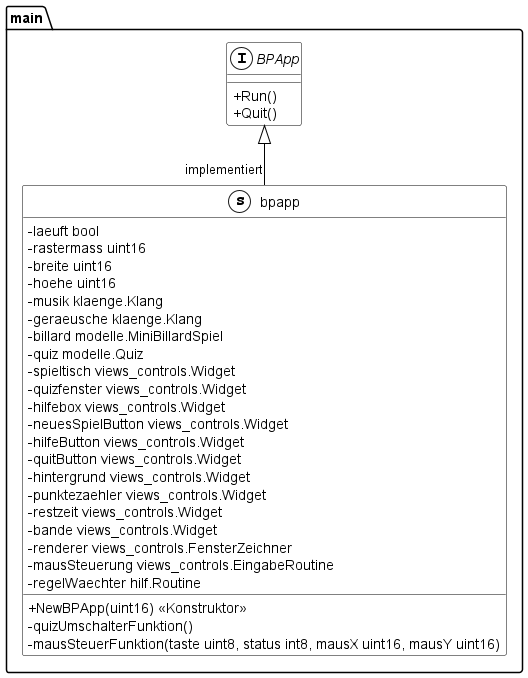 main
I BPApp
+Run()
+Quit()
implementiert
s bpapp
-laeuft bool
-rastermass uint16
-breite uint16
-hoehe uint16
-musik klaenge.Klang
-geraeusche klaenge.Klang
-billard modelle.MiniBillardSpiel
-quiz modelle.Quiz
-spieltisch views_controls.Widget
-quizfenster views_controls.Widget
-hilfebox views_controls.Widget
-neuesSpielButton views_controls.Widget
-hilfeButton views_controls.Widget
-quitButton views_controls.Widget
-hintergrund views_controls.Widget
-punktezaehler views_controls.Widget
-restzeit views_controls.Widget
-bande views_controls.Widget
-renderer views_controls.FensterZeichner
-mausSteuerung views_controls.EingabeRoutine
-regelWaechter hilf.Routine
+NewBPApp(uint16) «Konstruktor»
-quizUmschalterFunktion()
-mausSteuerFunktion(taste uint8, status int8, mausX uint16, mausY uint16)